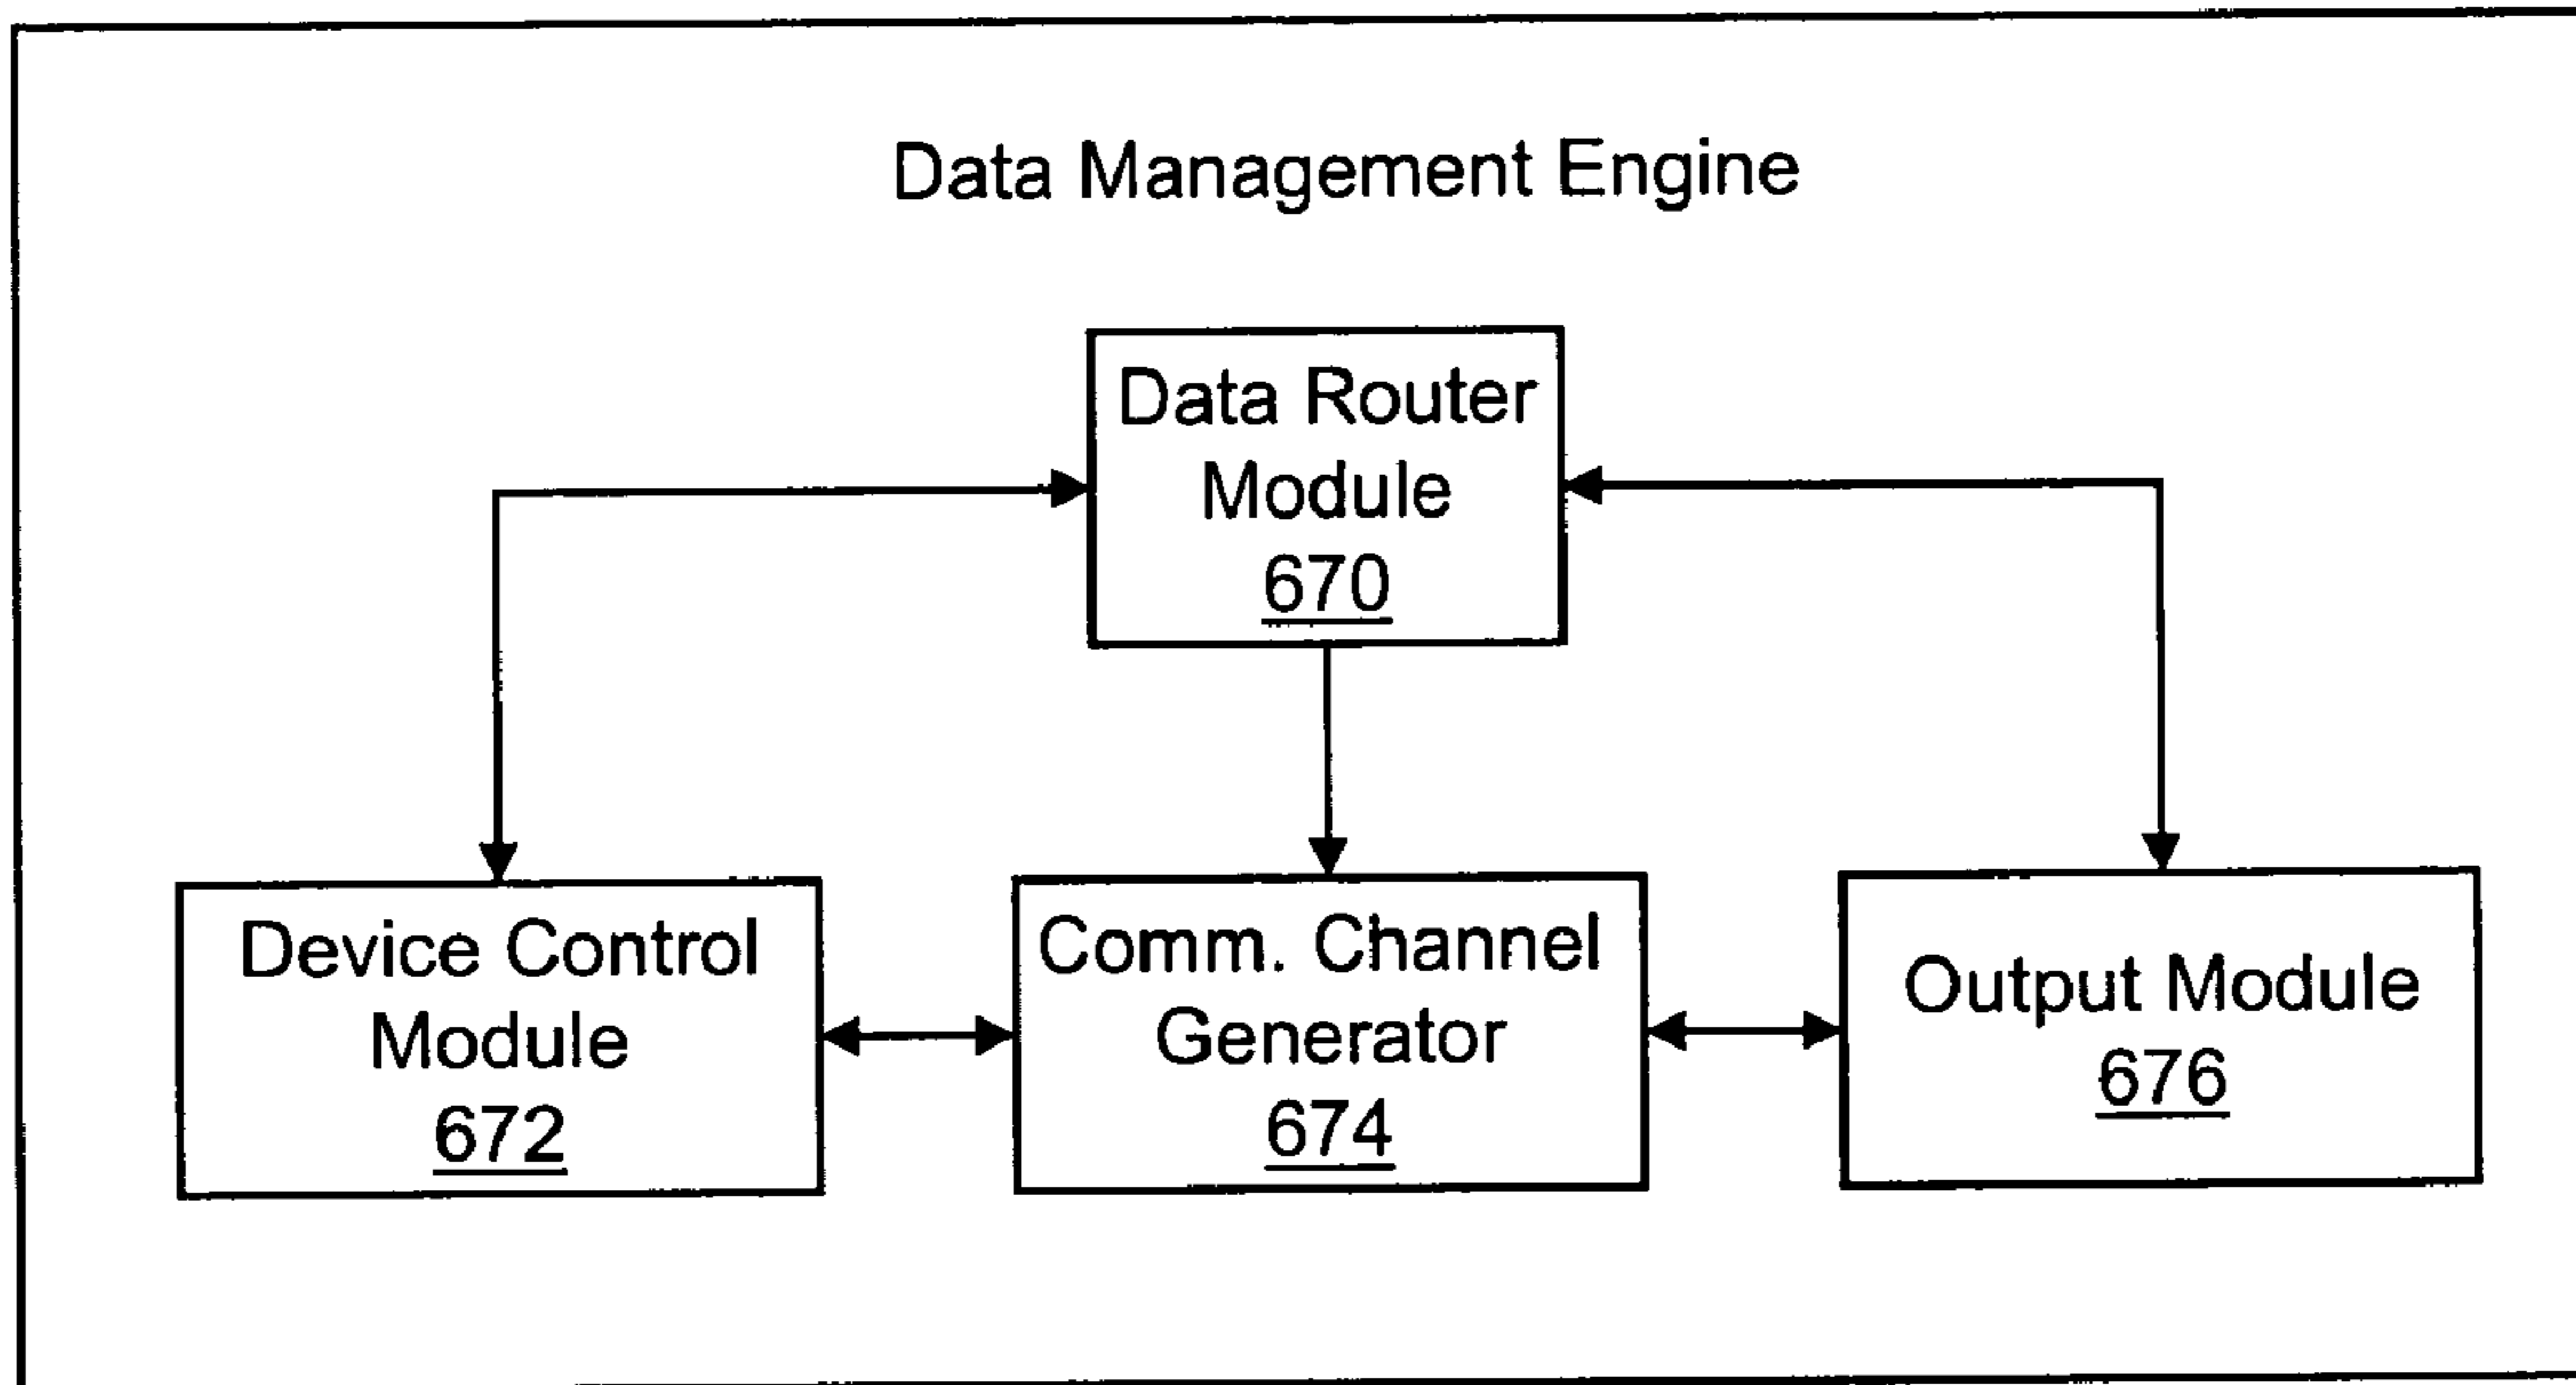 Data Management Engine
Data Router
Module
670
Device Control
Module
672
Comm. Channel
Generator
674
Output Module
676